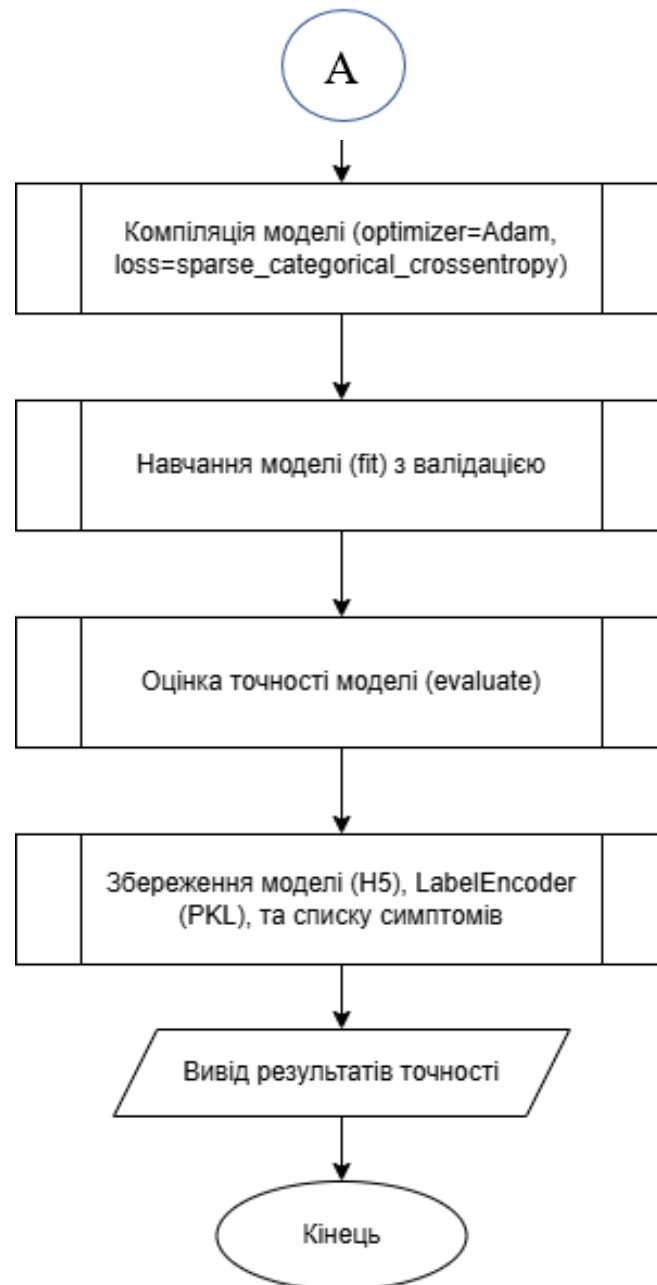 A
Компіляція моделі (optimizer=Adam,
loss=sparse_categorical_crossentropy)
Навчання моделі (fit) з валідацією
Оцінка точності моделі (evaluate)
Збереження моделі (H5), LabelEncoder
(PKL), та списку симптомів
Вивід результатів точності
Кінець